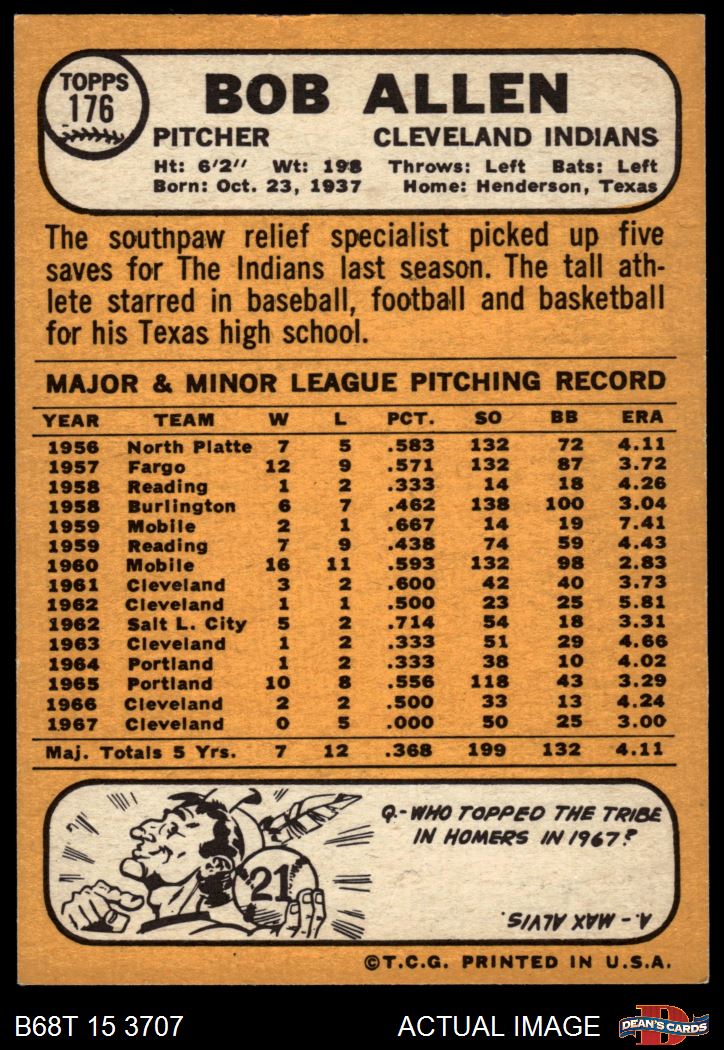 TOPPS
176
BOB ALLEN
PITCHER CLEVELAND INDIANS
Ht: 6'2'' Wt: 198 Throws: Left Bats: Left
Born: Oct. 23, 1937 Home: Henderson, Texas
The southpaw relief specialist picked up five
saves for The Indians last season. The tall ath-
lete starred in baseball, football and basketball
for his Texas high school.
MAJOR & MINOR LEAGUE PITCHING RECORD
YEAR TEAM W L PCT. SO BB ERA
1956 North Platte 7 5 .583 132 72 4.11
1957 Fargo 12 9 .571 132 87 3.72
1958 Reading 1 2 .333 14 18 4.26
1958 Burlington 6 7 .462 138 100 3.04
1959 Mobile 2 1 .667 14 19 7.41
1959 Reading 7 9 .438 74 59 4.43
1960 Mobile 16 11 .593 132 98 2.83
1961 Cleveland 3 2 .600 42 40 3.73
1962 Cleveland 1 1 .500 23 25 5.81
1962 Salt L. City 5 2 .714 54 18 3.31
1963 Cleveland 1 2 .333 51 29 4.66
1964 Portland 1 2 .333 38 10 4.02
1965 Portland 10 8 .556 118 43 3.29
1966 Cleveland 2 2 .500 33 13 4.24
1967 Cleveland 0 5 .000 50 25 3.00
Maj. Totals 5 Yrs. 7 12 .368 199 132 4.11
21
Q.-WHO TOPPED THE TRIBE
IN HOMERS IN 1967?
A. - MAX ALVIS.
©T.C.G. PRINTED IN U.S.A.
B68T 15 3707 ACTUAL IMAGE
D
DEAN'S CARDS